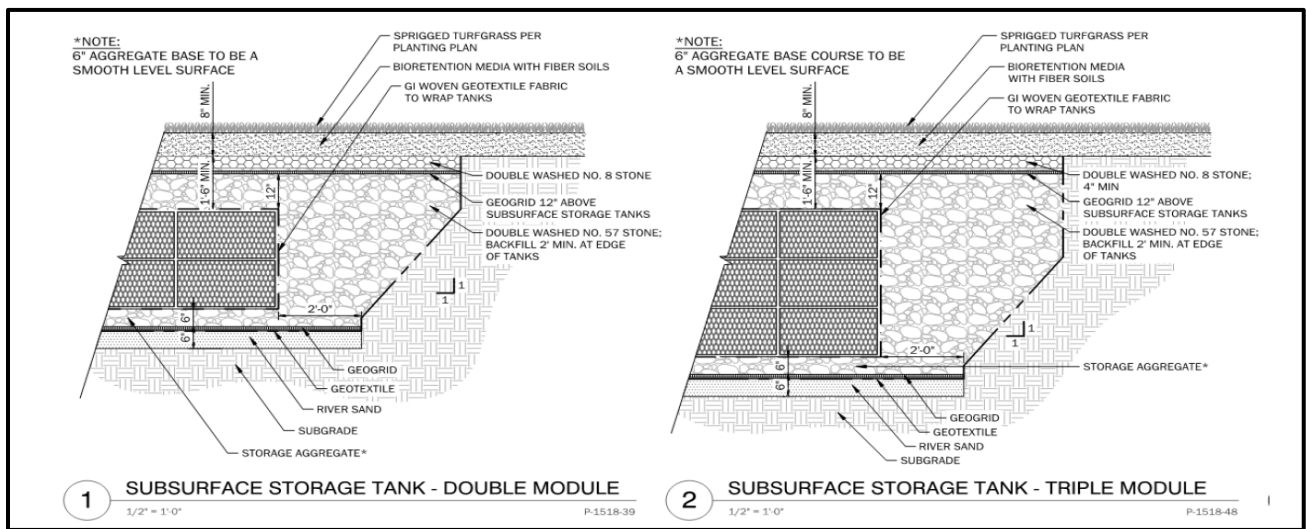 *NOTE:
6" AGGREGATE BASE TO BE A
SMOOTH LEVEL SURFACE
SPRIGGED TURFGRASS PER
PLANTING PLAN
BIORETENTION MEDIA WITH FIBER SOILS
GI WOVEN GEOTEXTILE FABRIC
TO WRAP TANKS
8" MIN.
1'-6" MIN.
12"
DOUBLE WASHED NO. 8 STONE
GEOGRID 12" ABOVE
SUBSURFACE STORAGE TANKS
DOUBLE WASHED NO. 57 STONE;
BACKFILL 2' MIN. AT EDGE
OF TANKS
1
1
2'-0"
6"
6"
GEOGRID
GEOTEXTILE
RIVER SAND
SUBGRADE
STORAGE AGGREGATE*
1
SUBSURFACE STORAGE TANK - DOUBLE MODULE
1/2" = 1'-0"
P-1518-39
*NOTE:
6" AGGREGATE BASE COURSE TO BE
A SMOOTH LEVEL SURFACE
SPRIGGED TURFGRASS PER
PLANTING PLAN
BIORETENTION MEDIA
WITH FIBER SOILS
GI WOVEN GEOTEXTILE FABRIC
TO WRAP TANKS
8" MIN.
1'-6" MIN.
12"
DOUBLE WASHED NO. 8 STONE;
4" MIN
GEOGRID 12" ABOVE
SUBSURFACE STORAGE TANKS
DOUBLE WASHED NO. 57 STONE;
BACKFILL 2' MIN. AT EDGE
OF TANKS
1
1
2'-0"
6"
6"
STORAGE AGGREGATE*
GEOGRID
GEOTEXTILE
RIVER SAND
SUBGRADE
2
SUBSURFACE STORAGE TANK - TRIPLE MODULE
1/2" = 1'-0"
P-1518-48